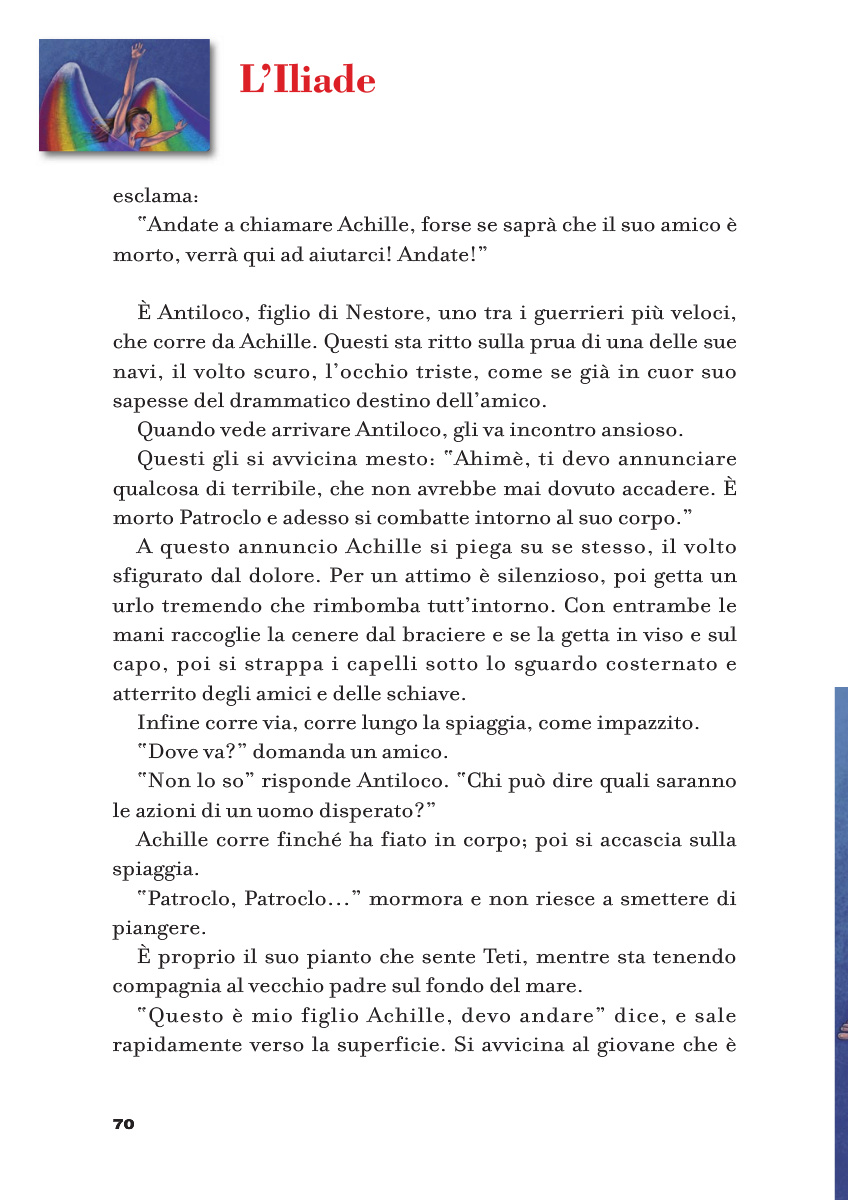 L’Iliade
esclama:
“Andate a chiamare Achille, forse se saprà che il suo amico è
morto, verrà qui ad aiutarci! Andate!”
È Antiloco, figlio di Nestore, uno tra i guerrieri più veloci,
che corre da Achille. Questi sta ritto sulla prua di una delle sue
navi, il volto scuro, l’occhio triste, come se già in cuor suo
sapesse del drammatico destino dell’amico.
Quando vede arrivare Antiloco, gli va incontro ansioso.
Questi gli si avvicina mesto: “Ahimè, ti devo annunciare
qualcosa di terribile, che non avrebbe mai dovuto accadere. È
morto Patroclo e adesso si combatte intorno al suo corpo.”
A questo annuncio Achille si piega su se stesso, il volto
sfigurato dal dolore. Per un attimo è silenzioso, poi getta un
urlo tremendo che rimbomba tutt’intorno. Con entrambe le
mani raccoglie la cenere dal braciere e se la getta in viso e sul
capo, poi si strappa i capelli sotto lo sguardo costernato e
atterrito degli amici e delle schiave.
Infine corre via, corre lungo la spiaggia, come impazzito.
“Dove va?” domanda un amico.
“Non lo so” risponde Antiloco. “Chi può dire quali saranno
le azioni di un uomo disperato?”
Achille corre finché ha fiato in corpo; poi si accascia sulla
spiaggia.
“Patroclo, Patroclo...” mormora e non riesce a smettere di
piangere.
È proprio il suo pianto che sente Teti, mentre sta tenendo
compagnia al vecchio padre sul fondo del mare.
“Questo è mio figlio Achille, devo andare” dice, e sale
rapidamente verso la superficie. Si avvicina al giovane che è
70